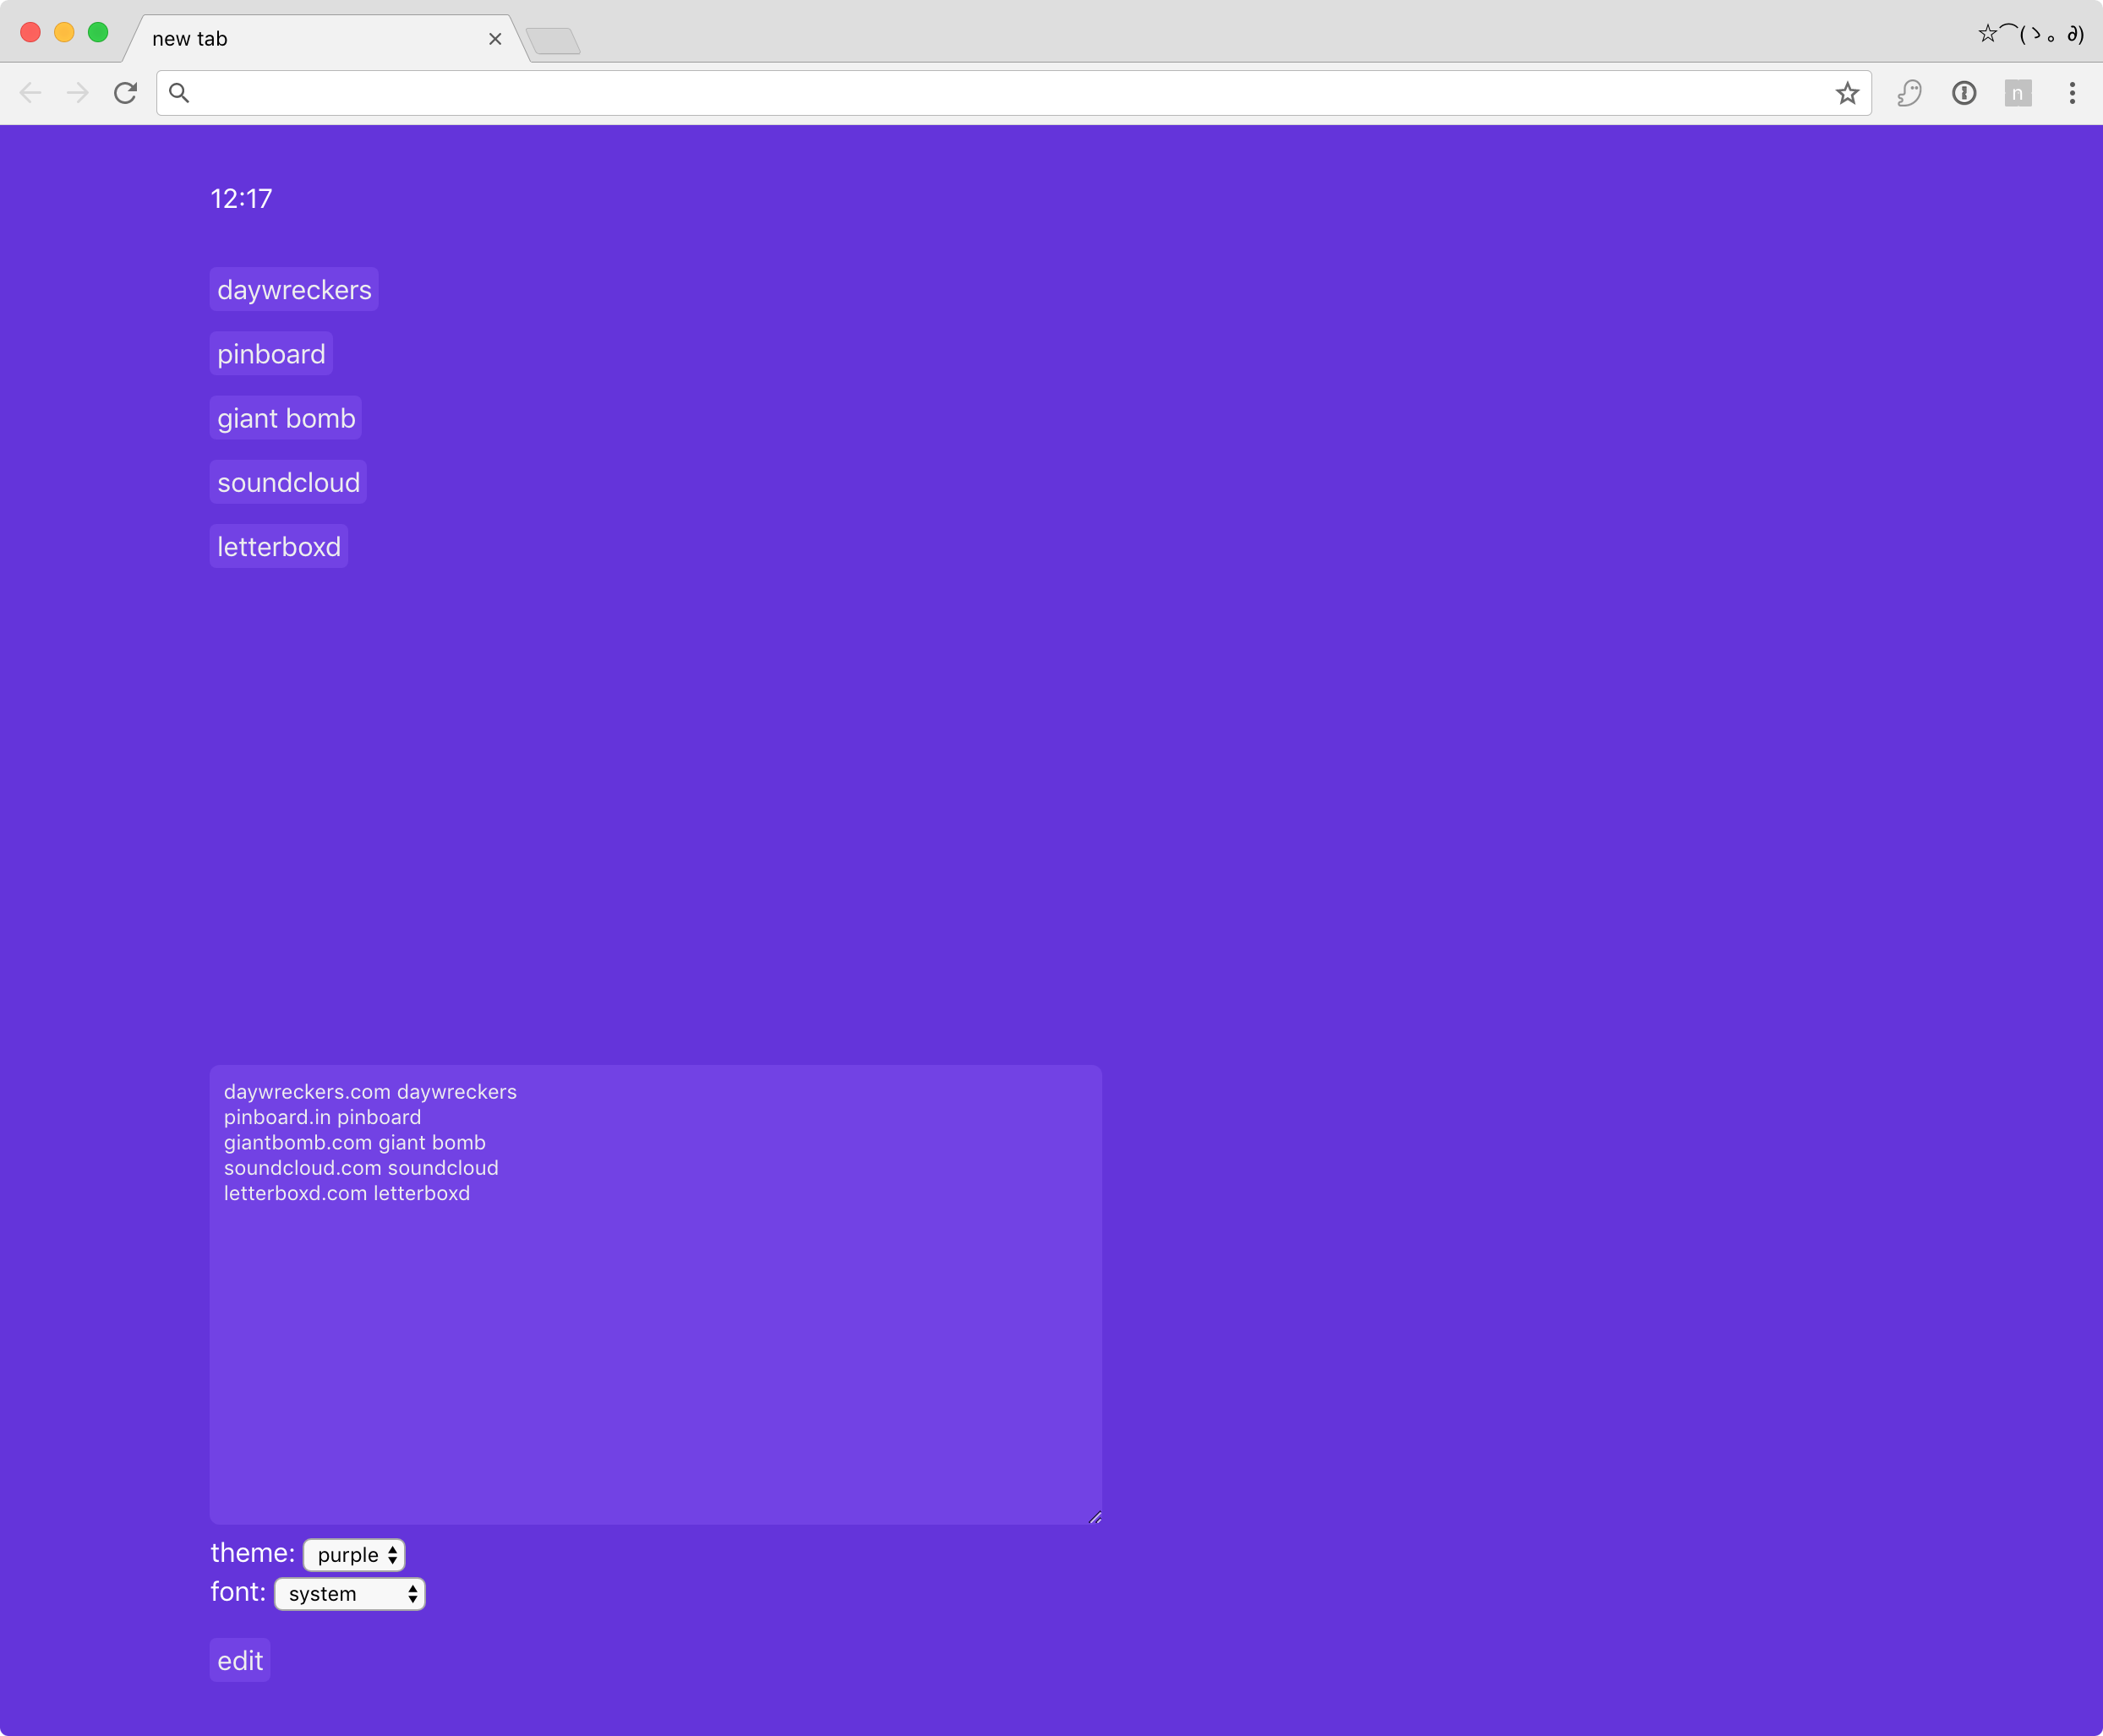 new tab
☆⌒(ゝ。∂)
n
12:17
daywreckers
pinboard
giant bomb
soundcloud
letterboxd
daywreckers.com daywreckers
pinboard.in pinboard
giantbomb.com giant bomb
soundcloud.com soundcloud
letterboxd.com letterboxd
theme: purple
font: system
edit